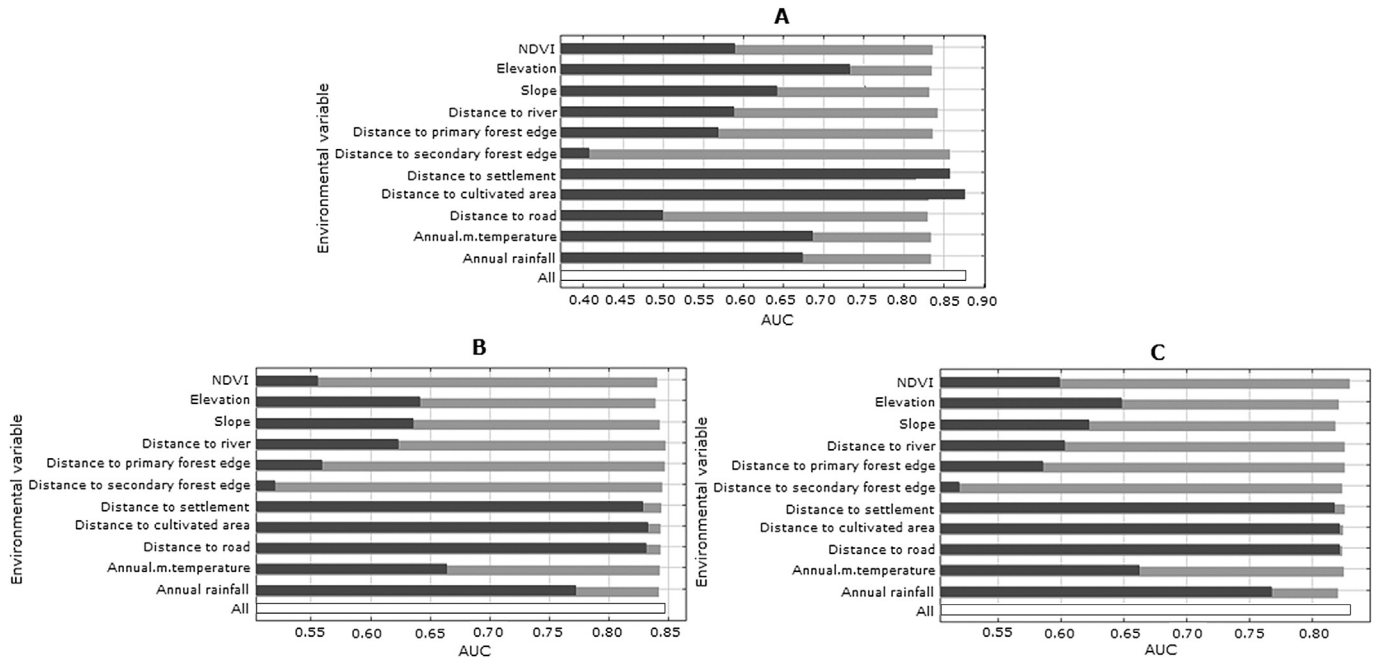 A
Environmental variable
NDVI
Elevation
Slope
Distance to river
Distance to primary forest edge
Distance to secondary forest edge
Distance to settlement
Distance to cultivated area
Distance to road
Annual.m.temperature
Annual rainfall
All
0.40 0.45 0.50 0.55 0.60 0.65 0.70 0.75 0.80 0.85 0.90
AUC
B
Environmental variable
NDVI
Elevation
Slope
Distance to river
Distance to primary forest edge
Distance to secondary forest edge
Distance to settlement
Distance to cultivated area
Distance to road
Annual.m.temperature
Annual rainfall
All
0.55 0.60 0.65 0.70 0.75 0.80 0.85
AUC
C
Environmental variable
NDVI
Elevation
Slope
Distance to river
Distance to primary forest edge
Distance to secondary forest edge
Distance to settlement
Distance to cultivated area
Distance to road
Annual.m.temperature
Annual rainfall
All
0.55 0.60 0.65 0.70 0.75 0.80
AUC